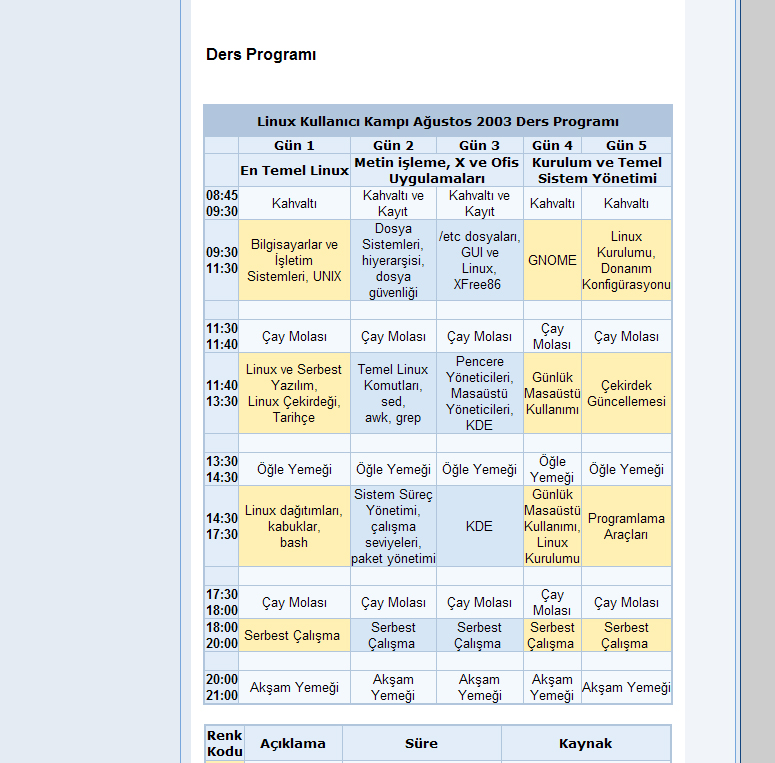 Ders Programı
Linux Kullanıcı Kampı Ağustos 2003 Ders Programı
Gün 1 Gün 2 Gün 3 Gün 4 Gün 5
En Temel Linux
Metin işleme, X ve Ofis
Uygulamaları
Kurulum ve Temel
Sistem Yönetimi
08:45
09:30
Kahvaltı
Kahvaltı ve
Kayıt
Kahvaltı ve
Kayıt
Kahvaltı
Kahvaltı
09:30
11:30
Bilgisayarlar ve
İşletim
Sistemleri, UNIX
Dosya
Sistemleri,
hiyerarşisi,
dosya
güvenliği
/etc dosyaları,
GUI ve
Linux,
XFree86
GNOME
Linux
Kurulumu,
Donanım
Konfigürasyonu
11:30
11:40
Çay Molası
Çay Molası
Çay Molası
Çay
Molası
Çay Molası
11:40
13:30
Linux ve Serbest
Yazılım,
Linux Çekirdeği,
Tarihçe
Temel Linux
Komutları,
sed,
awk, grep
Pencere
Yöneticileri,
Masaüstü
Yöneticileri,
KDE
Günlük
Masaüstü
Kullanımı
Çekirdek
Güncellemesi
13:30
14:30
Öğle Yemeği
Öğle Yemeği
Öğle Yemeği
Öğle
Yemeği
Öğle Yemeği
14:30
17:30
Linux dağıtımları,
kabuklar,
bash
Sistem Süreç
Yönetimi,
çalışma
seviyeleri,
paket yönetimi
KDE
Günlük
Masaüstü
Kullanımı,
Linux
Kurulumu
Programlama
Araçları
17:30
18:00
Çay Molası
Çay Molası
Çay Molası
Çay
Molası
Çay Molası
18:00
20:00
Serbest Çalışma
Serbest
Çalışma
Serbest
Çalışma
Serbest
Çalışma
Serbest
Çalışma
20:00
21:00
Akşam Yemeği
Akşam
Yemeği
Akşam
Yemeği
Akşam
Yemeği
Akşam Yemeği
Renk
Kodu
Açıklama
Süre
Kaynak